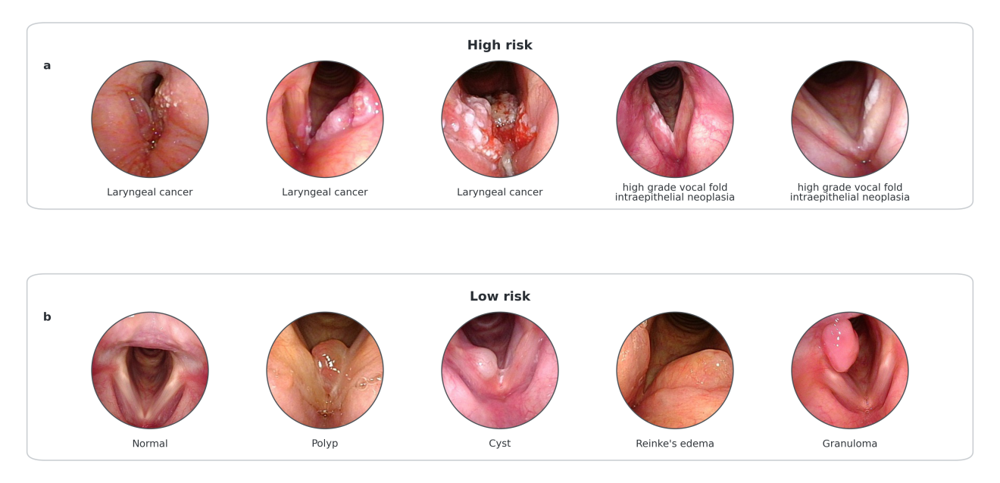 High risk
a
Laryngeal cancer
Laryngeal cancer
Laryngeal cancer
high grade vocal fold
intraepithelial neoplasia
high grade vocal fold
intraepithelial neoplasia
Low risk
b
Normal
Polyp
Cyst
Reinke's edema
Granuloma